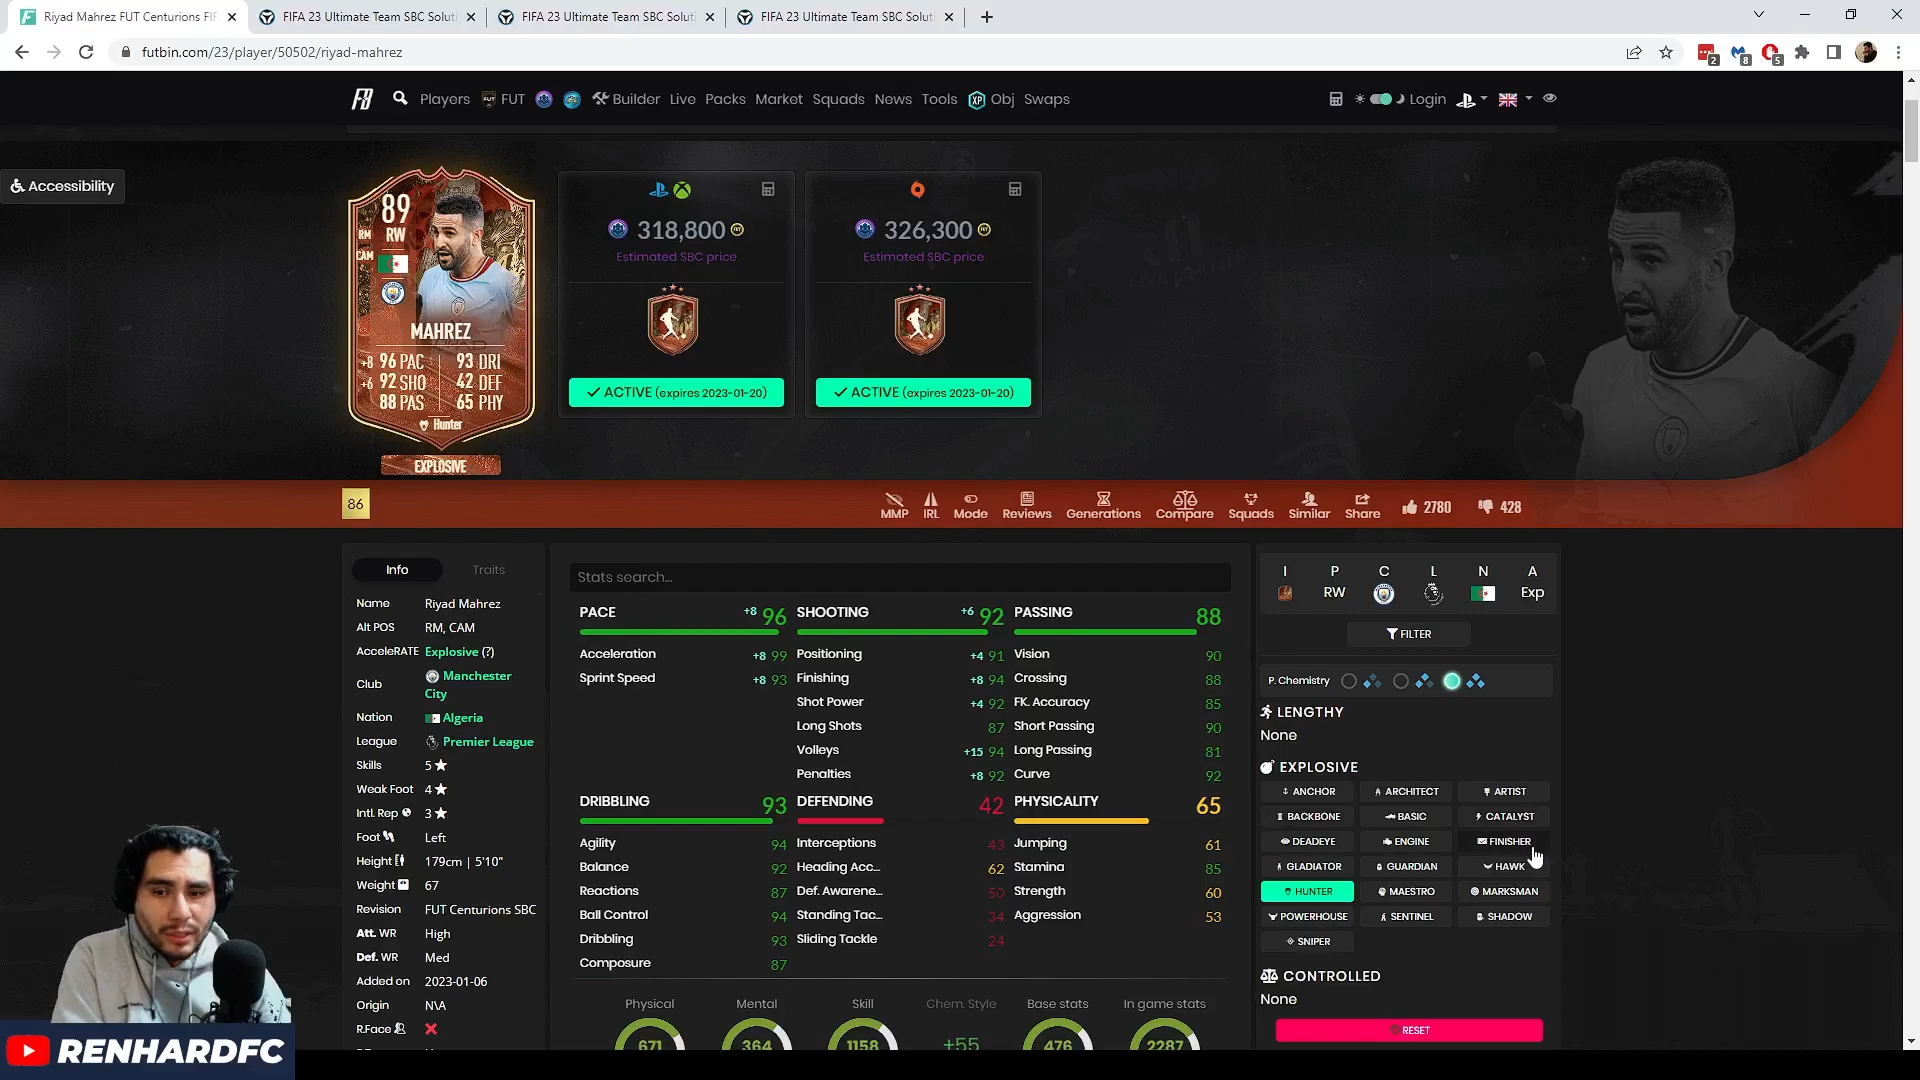 Riyad Mahrez FUT Centurions FIF
FIFA 23 Ultimate Team SBC Soluti
FIFA 23 Ultimate Team SBC Soluti
FIFA 23 Ultimate Team SBC Soluti
futbin.com/23/player/50502/riyad-mahrez
2
8
5
Players FUT Builder Live Packs Market Squads News Tools XP Obj Swaps
Login
Accessibility
89
RW
RM
CAM
MAHREZ
+8 96 PAC 93 DRI
+6 92 SHO 42 DEF
88 PAS 65 PHY
Hunter
EXPLOSIVE
318,800
Estimated SBC price
ACTIVE (expires 2023-01-20)
326,300
Estimated SBC price
ACTIVE (expires 2023-01-20)
86
MMP IRL Mode Reviews Generations Compare Squads Similar Share 2780 428
Info Traits
Name Riyad Mahrez
Alt POS RM, CAM
AcceleRATE Explosive (?)
Club Manchester City
Nation Algeria
League Premier League
Skills 5
Weak Foot 4
Intl. Rep 3
Foot Left
Height 179cm | 5'10"
Weight 67
Revision FUT Centurions SBC
Att. WR High
Def. WR Med
Added on 2023-01-06
Origin N\A
R.Face
Stats search...
PACE +8 96
Acceleration +8 99
Sprint Speed +8 93
SHOOTING +6 92
Positioning +4 91
Finishing +8 94
Shot Power +4 92
Long Shots 87
Volleys +15 94
Penalties +8 92
PASSING 88
Vision 90
Crossing 88
FK. Accuracy 85
Short Passing 90
Long Passing 81
Curve 92
DRIBBLING 93
Agility 94
Balance 92
Reactions 87
Ball Control 94
Dribbling 93
Composure 87
DEFENDING 42
Interceptions 43
Heading Acc... 62
Def. Awarene... 50
Standing Tac... 34
Sliding Tackle 24
PHYSICALITY 65
Jumping 61
Stamina 85
Strength 60
Aggression 53
Physical Mental Skill Chem. Style Base stats In game stats
671 364 1158 +55 476 2287
I P C L N A
RW Exp
FILTER
P. Chemistry
LENGTHY
None
EXPLOSIVE
ANCHOR ARCHITECT ARTIST
BACKBONE BASIC CATALYST
DEADEYE ENGINE FINISHER
GLADIATOR GUARDIAN HAWK
HUNTER MAESTRO MARKSMAN
POWERHOUSE SENTINEL SHADOW
SNIPER
CONTROLLED
None
RESET
RENHARDFC